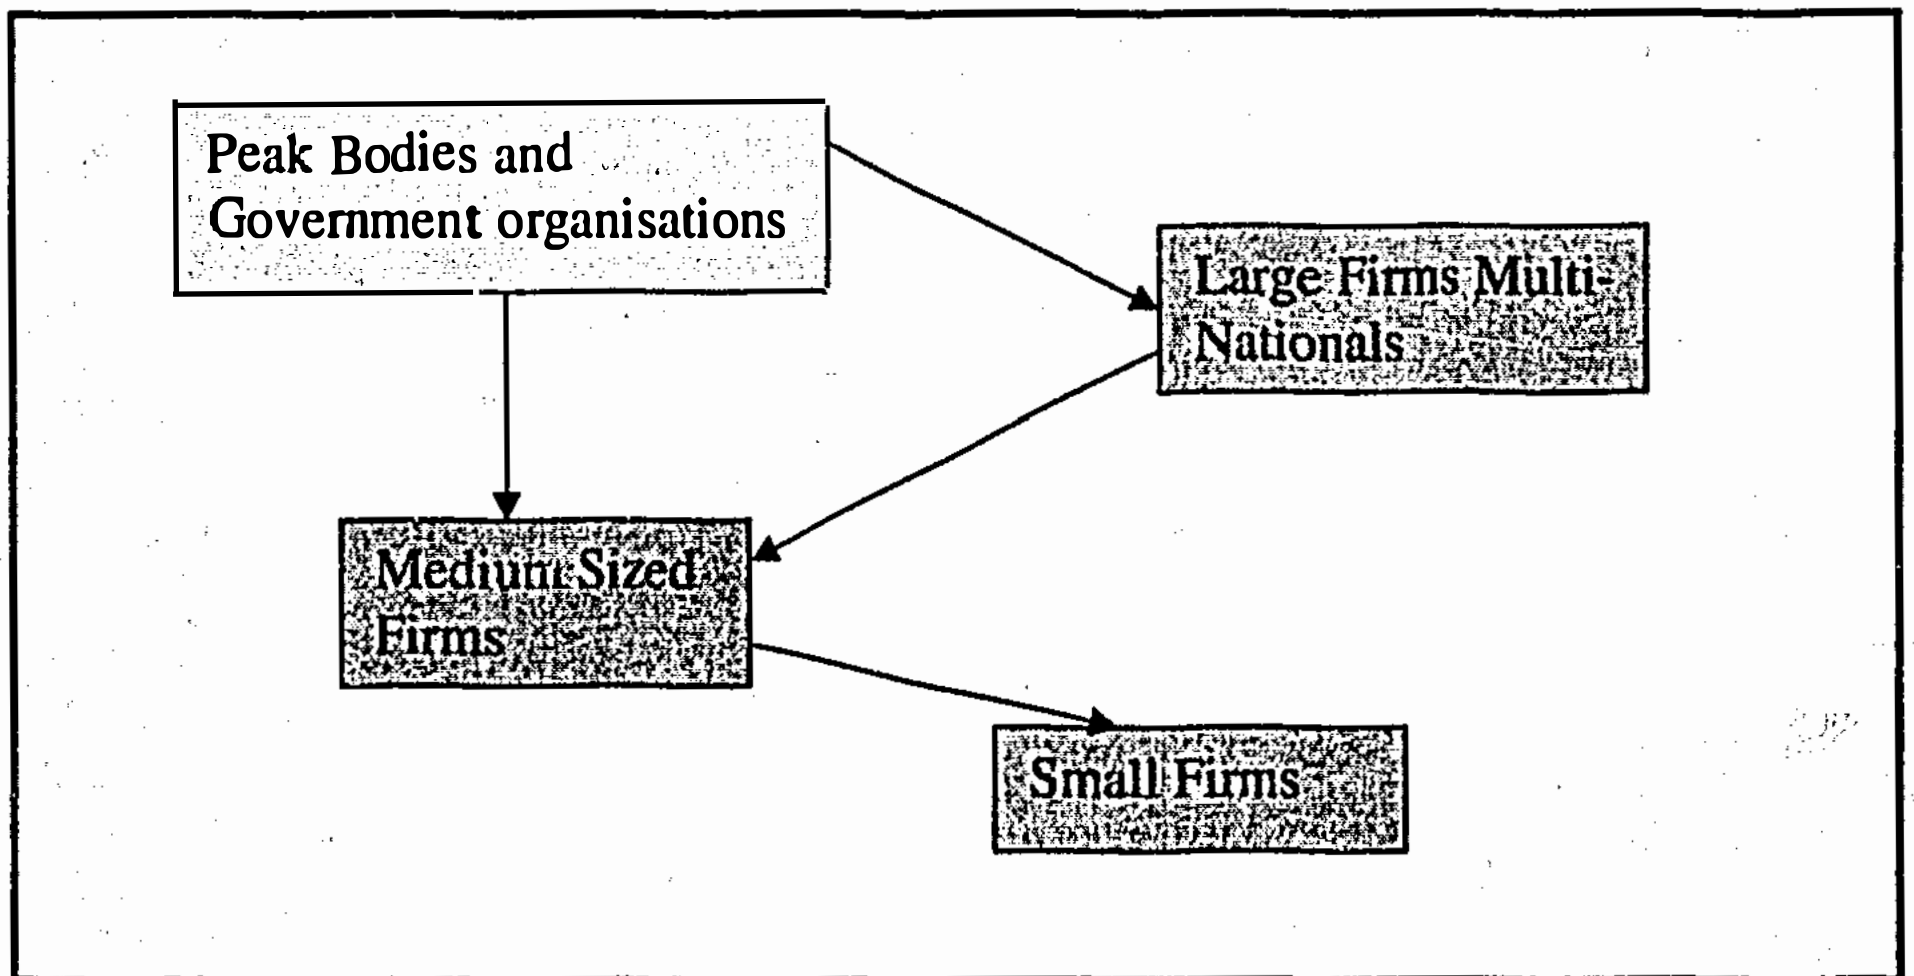 Peak Bodies and
Government organisations
Large Firms Multi-
Nationals
Medium Sized
Firms
Small Firms